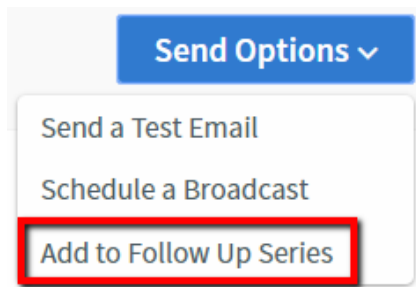 Send Options
Send a Test Email
Schedule a Broadcast
Add to Follow Up Series